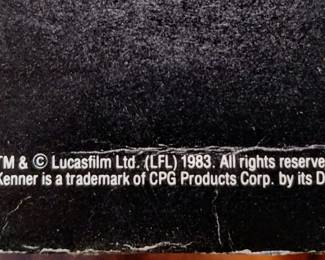 TM & © Lucasfilm Ltd. (LFL) 1983. All rights reserve
Kenner is a trademark of CPG Products Corp. by its D